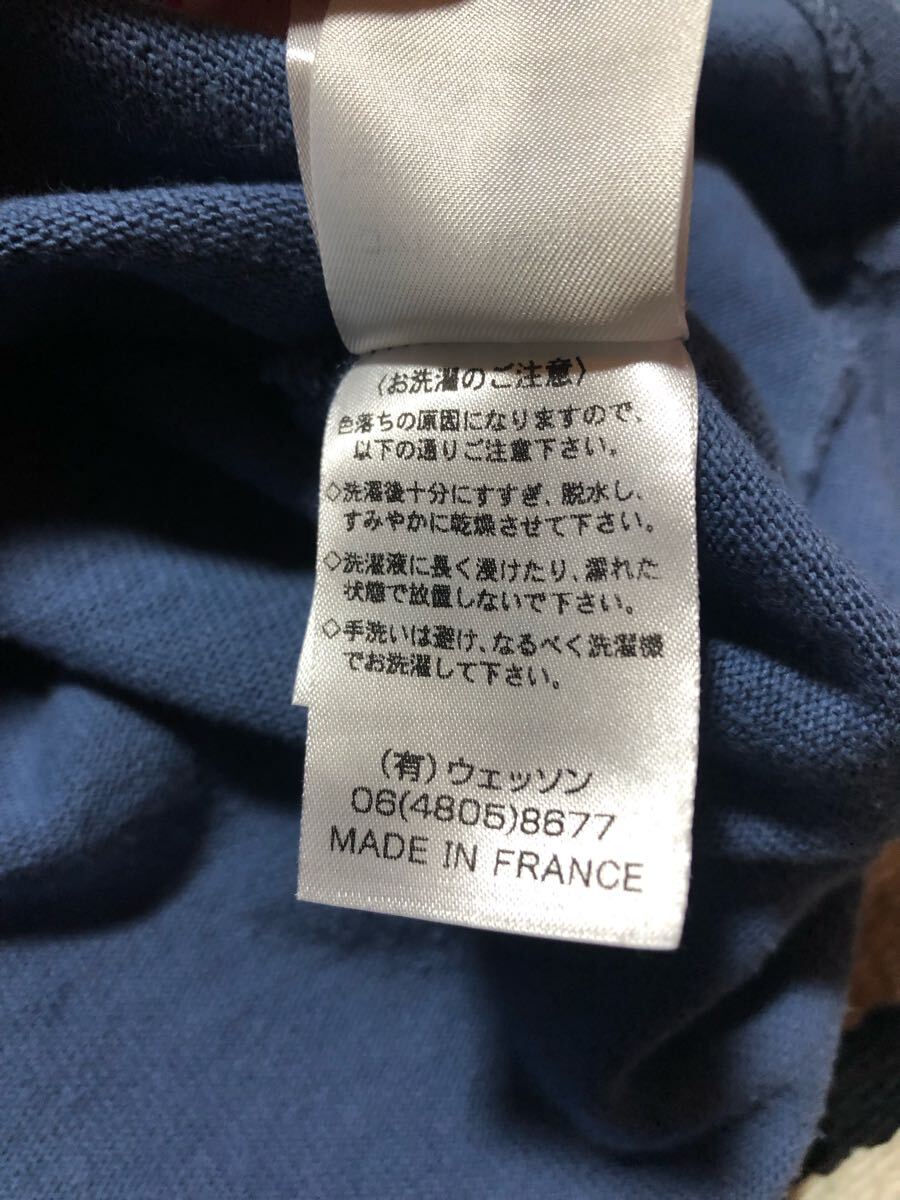 〈お洗濯のご注意〉
色落ちの原因になりますので、
以下の通りご注意下さい。
◇洗濯後十分にすすぎ、脱水し、
すみやかに乾燥させて下さい。
◇洗濯液に長く浸けたり、濡れた
状態で放置しないで下さい。
◇手洗いは避け、なるべく洗濯機
でお洗濯して下さい。
(有)ウェッソン
06(4805)8677
MADE IN FRANCE